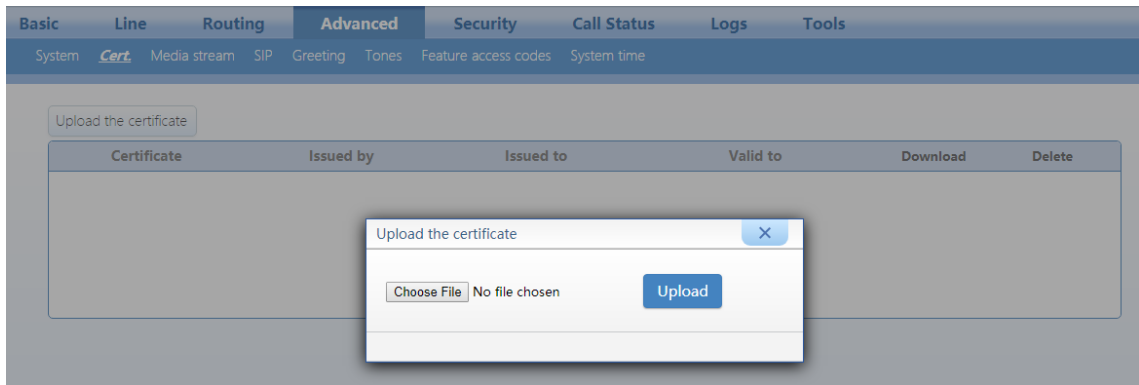 Basic Line Routing Advanced Security Call Status Logs Tools
System Cert. Media stream SIP Greeting Tones Feature access codes System time
Upload the certificate
Certificate Issued by Issued to Valid to Download Delete
Upload the certificate
Choose File No file chosen Upload